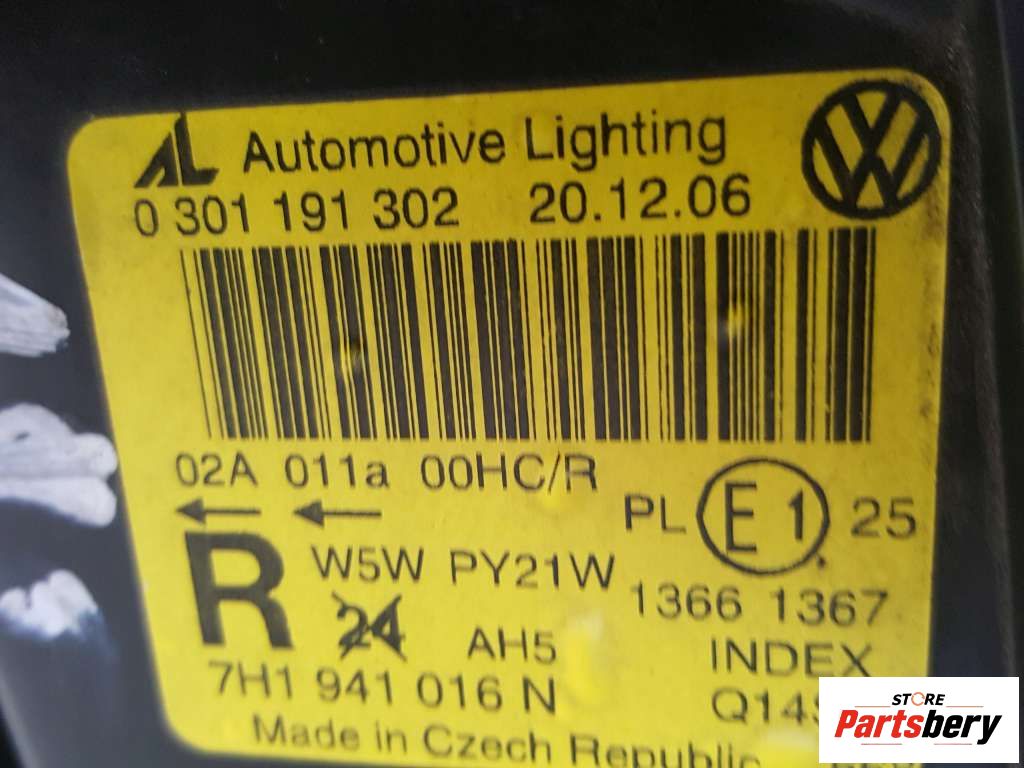 AL Automotive Lighting
0 301 191 302 20.12.06
02A 011a 00HC/R
PL E1 25
R W5W PY21W
1366 1367
24 AH5 INDEX
7H1 941 016 N
Made in Czech Republic
STORE
Partsbery